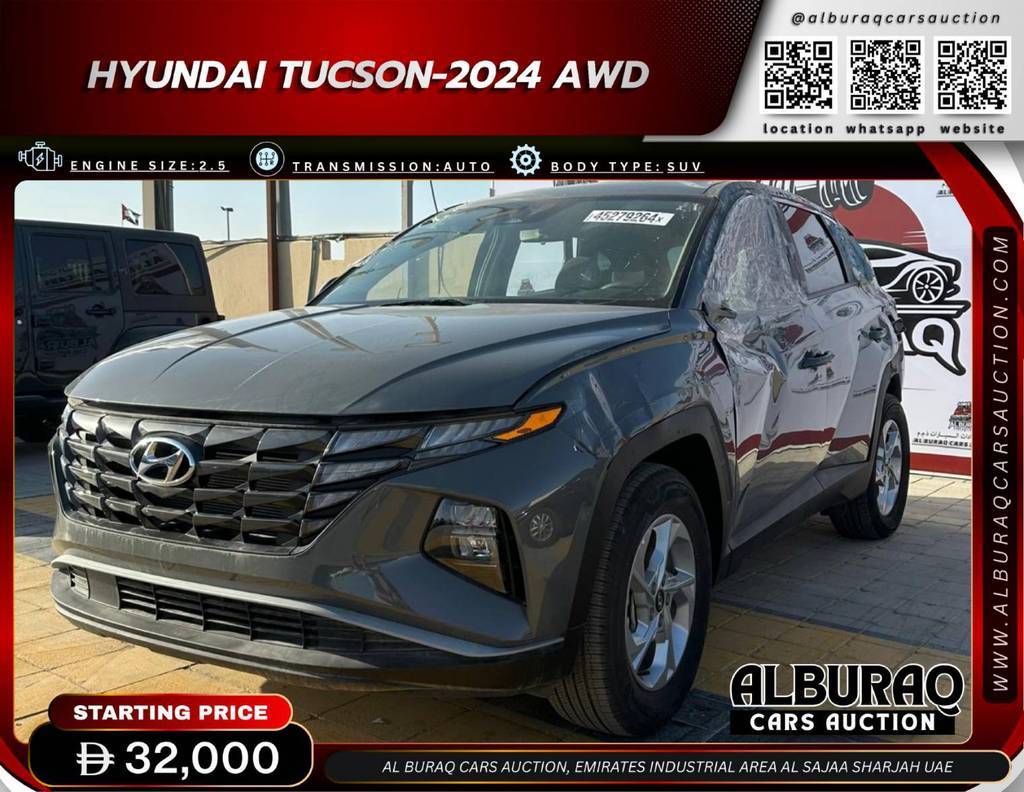 @alburaqcarsauction
HYUNDAI TUCSON-2024 AWD
location whatsapp website
ENGINE SIZE:2.5
TRANSMISSION:AUTO
BODY TYPE: SUV
45279264
WWW.ALBURAQCARSAUCTION.COM
ALBURAQ
CARS AUCTION
STARTING PRICE
32,000
AL BURAQ CARS AUCTION, EMIRATES INDUSTRIAL AREA AL SAJAA SHARJAH UAE